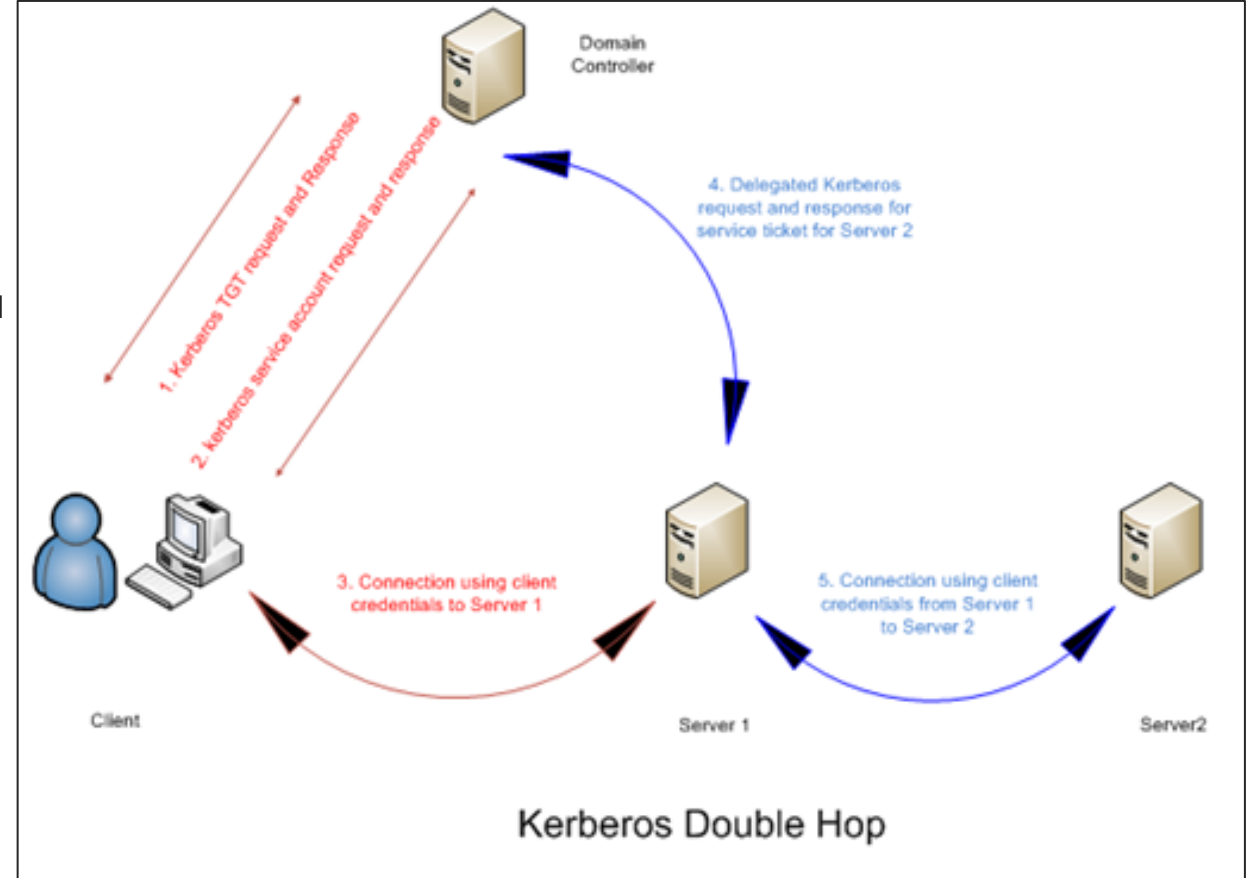 Domain
Controller
1. Kerberos TGT request and Response
2. kerberos service account request and response
4. Delegated Kerberos
request and response for
service ticket for Server 2
3. Connection using client
credentials to Server 1
5. Connection using client
credentials from Server 1
to Server 2
Client
Server 1
Server2
Kerberos Double Hop